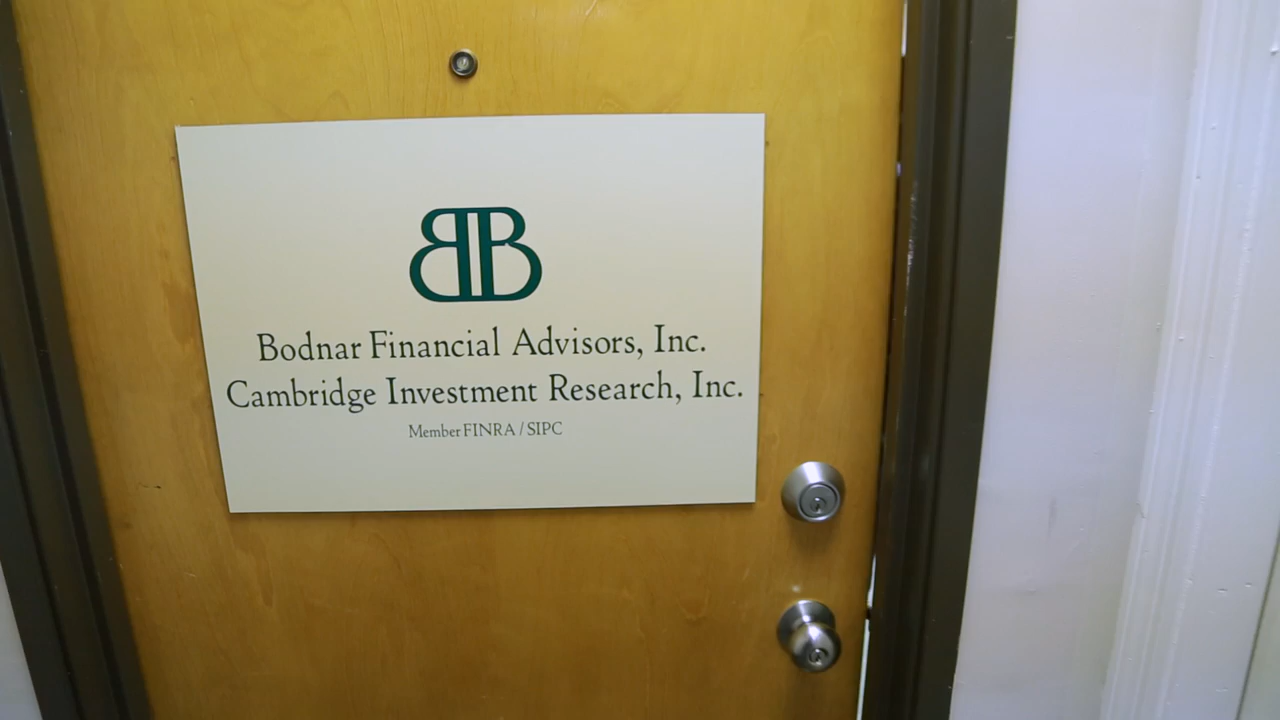 BB
Bodnar Financial Advisors, Inc.
Cambridge Investment Research, Inc.
Member FINRA / SIPC